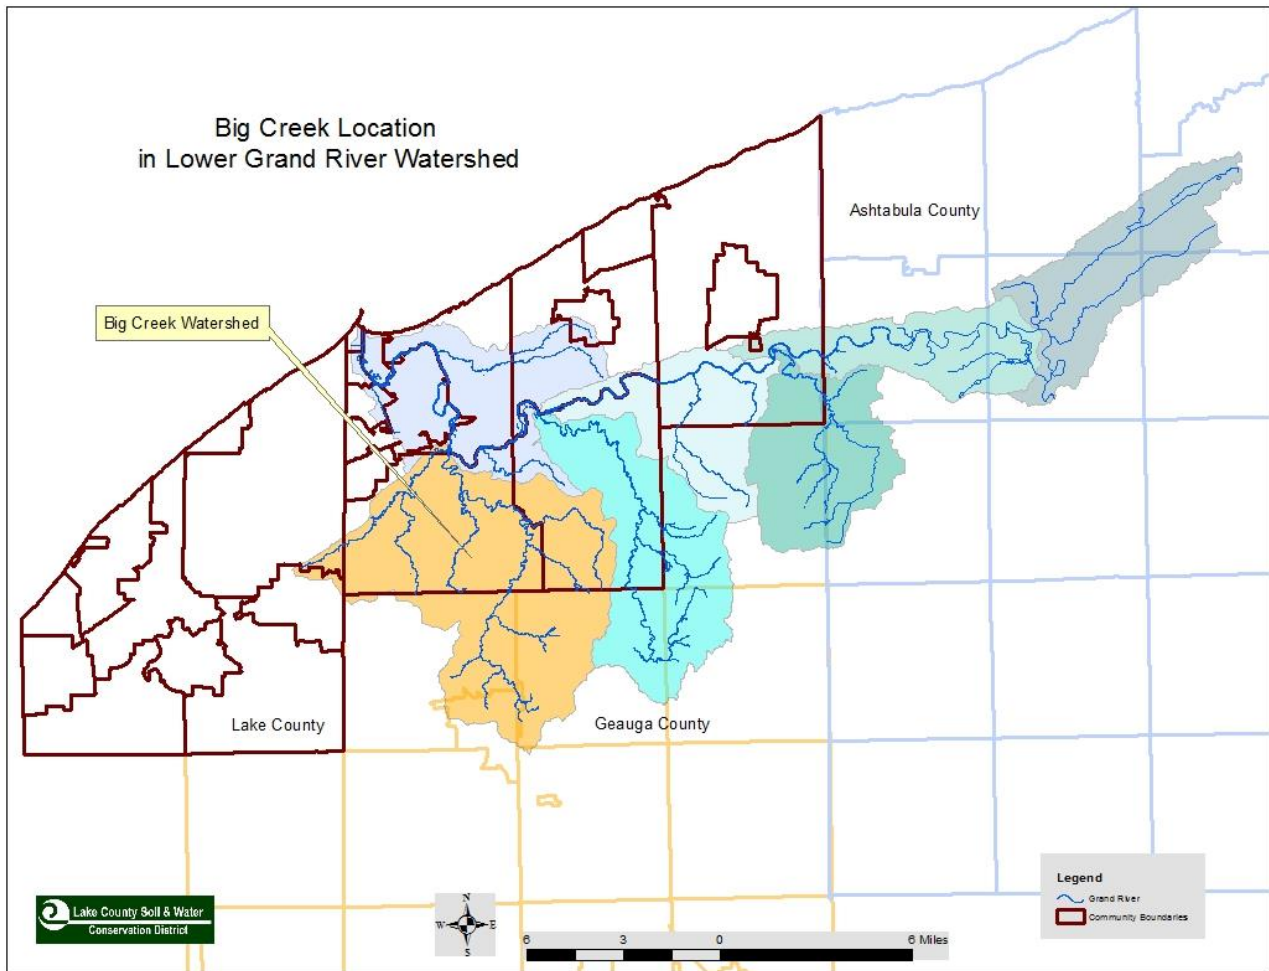 Big Creek Location
in Lower Grand River Watershed
Ashtabula County
Big Creek Watershed
Lake County
Geauga County
Legend
Grand River
Community Boundaries
Lake County Soil & Water
Conservation District
N
W E
S
6 3 0 6 Miles